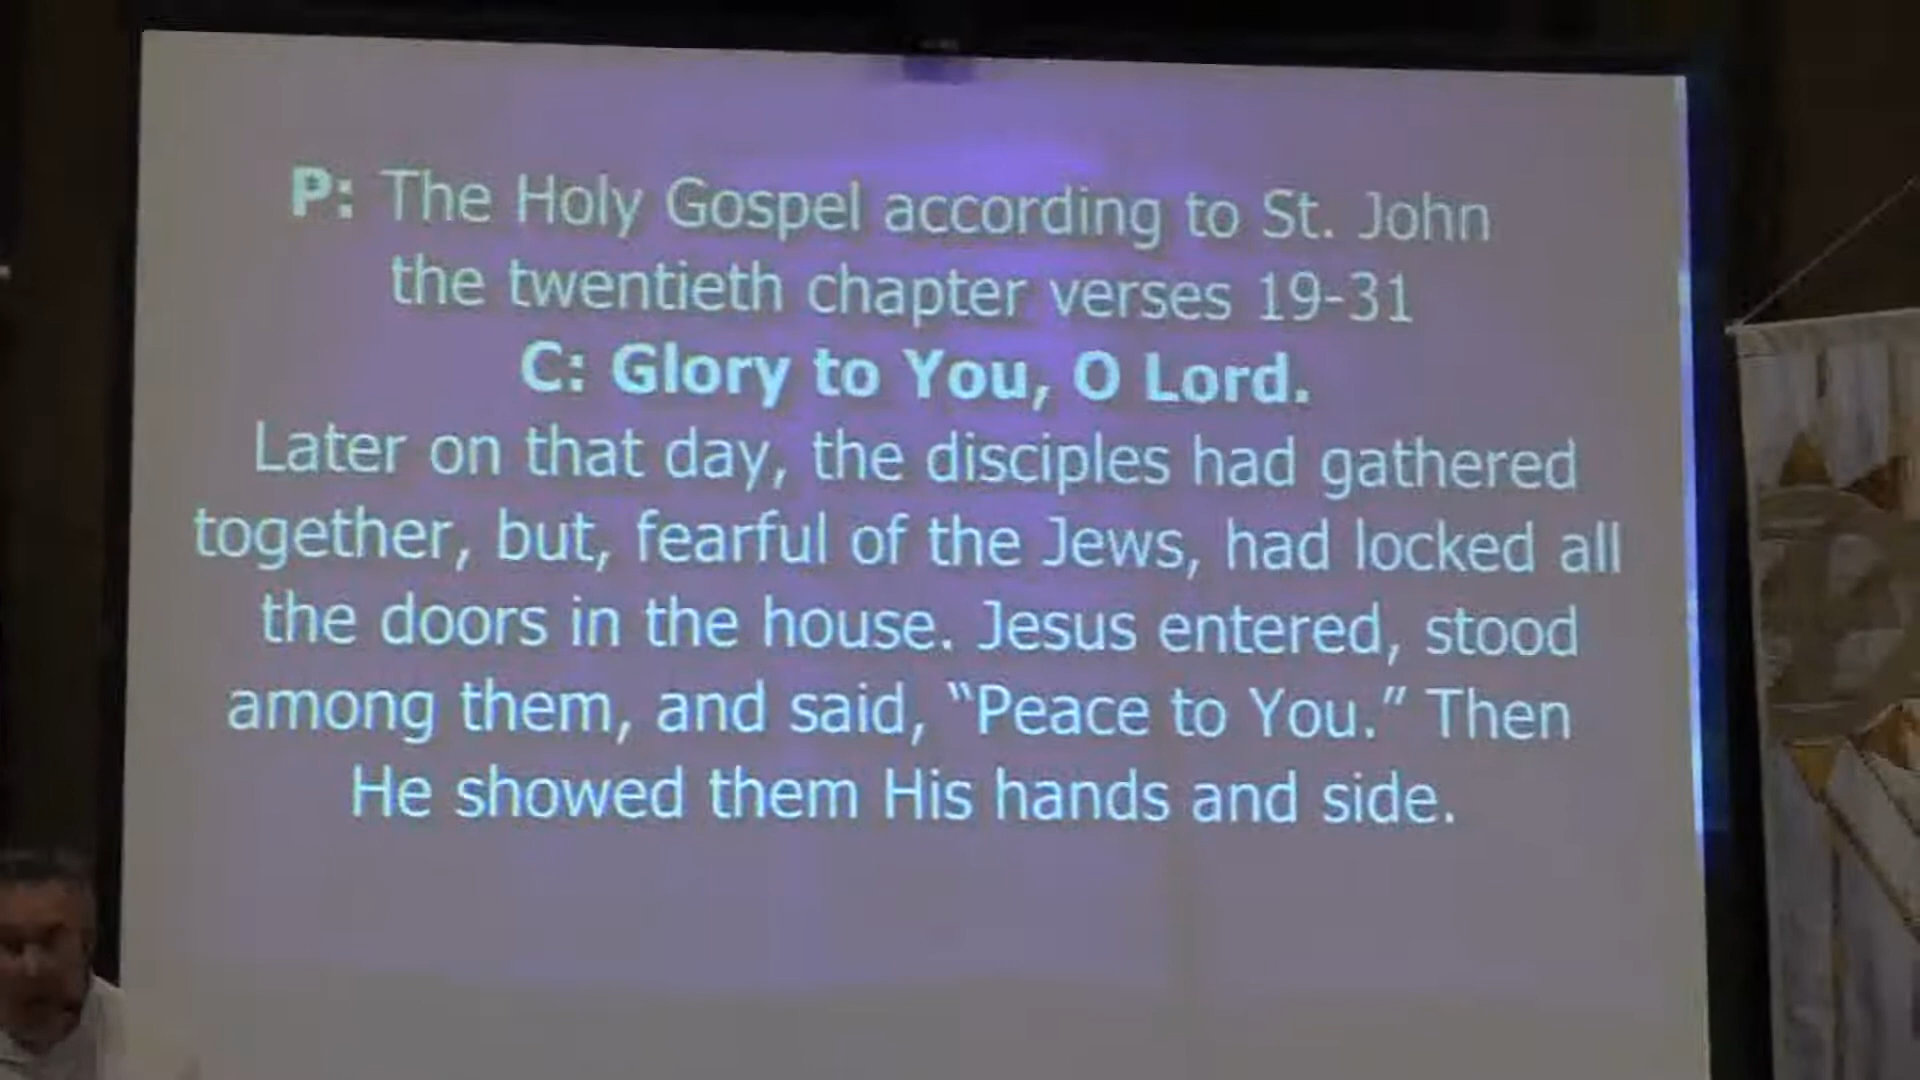 P: The Holy Gospel according to St. John
the twentieth chapter verses 19-31
C: Glory to You, O Lord.
Later on that day, the disciples had gathered
together, but, fearful of the Jews, had locked all
the doors in the house. Jesus entered, stood
among them, and said, “Peace to You.” Then
He showed them His hands and side.